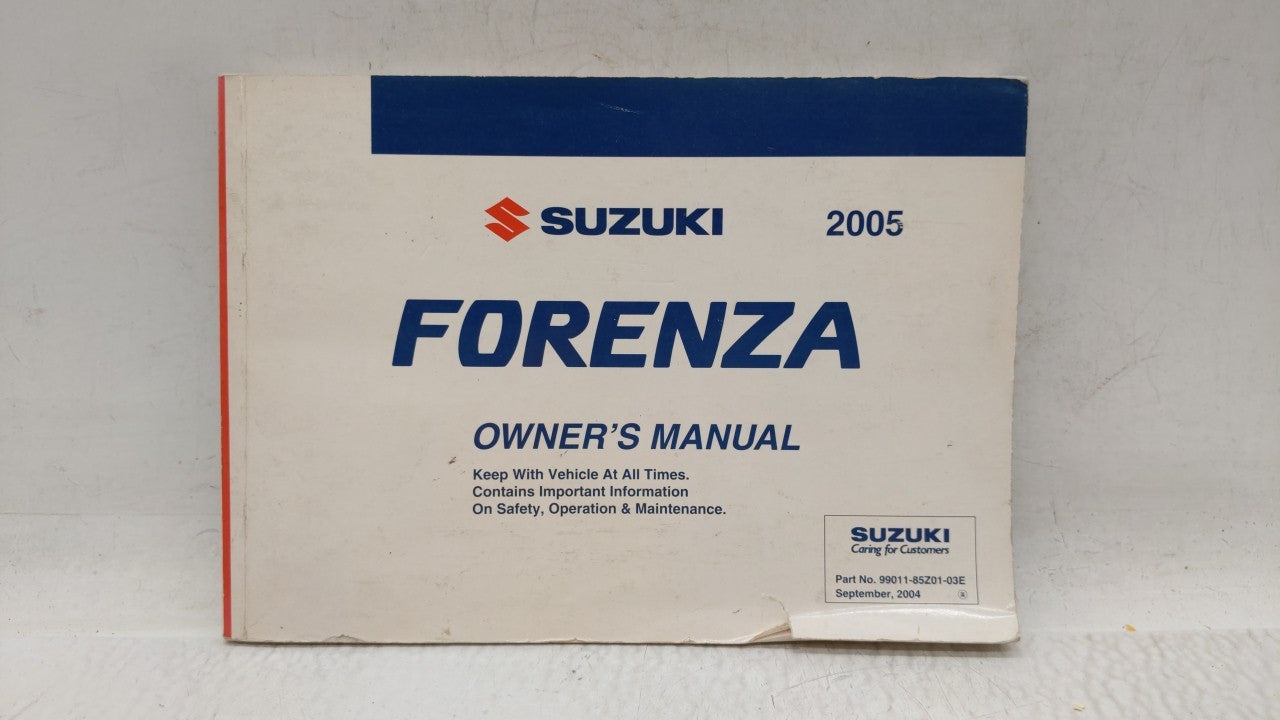 SUZUKI 2005
FORENZA
OWNER'S MANUAL
Keep With Vehicle At All Times.
Contains Important Information
On Safety, Operation & Maintenance.
SUZUKI
Caring for Customers
Part No. 99011-85Z01-03E
September, 2004